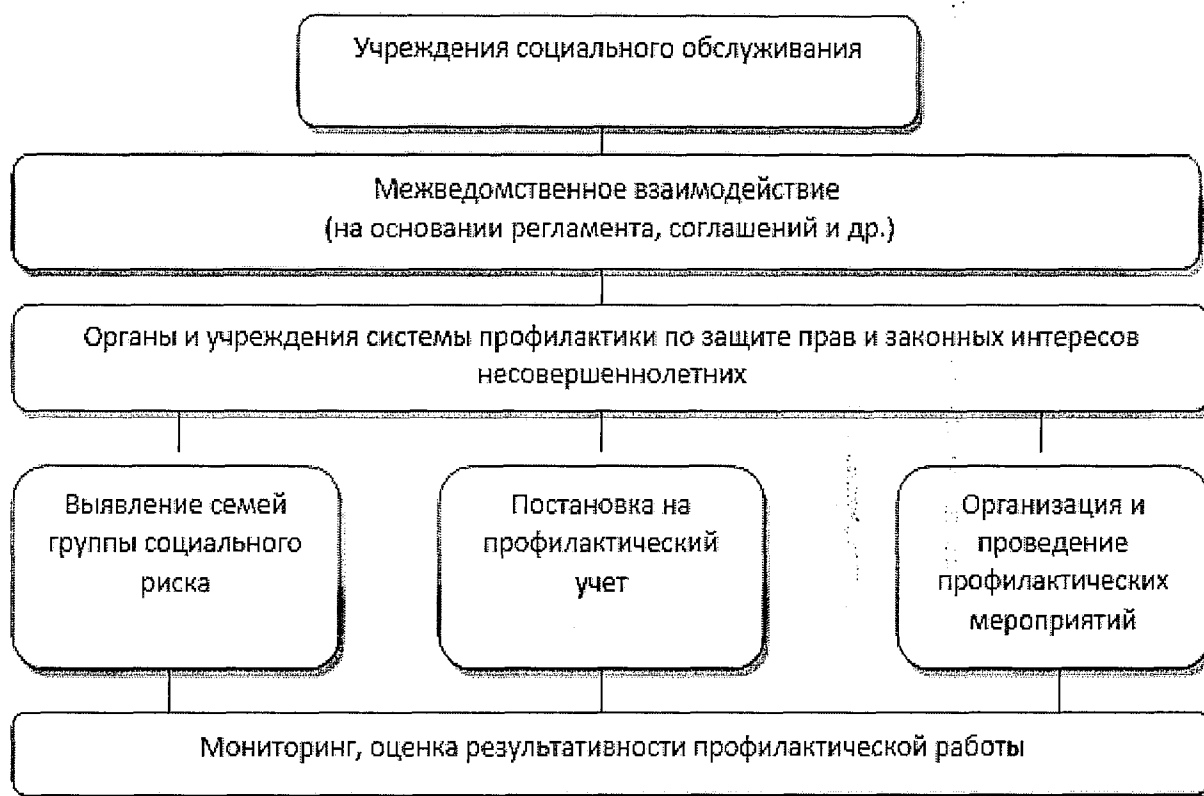 Учреждения социального обслуживания
Межведомственное взаимодействие
(на основании регламента, соглашений и др.)
Органы и учреждения системы профилактики по защите прав и законных интересов
несовершеннолетних
Выявление семей
группы социального
риска
Постановка на
профилактический
учет
Организация и
проведение
профилактических
мероприятий
Мониторинг, оценка результативности профилактической работы